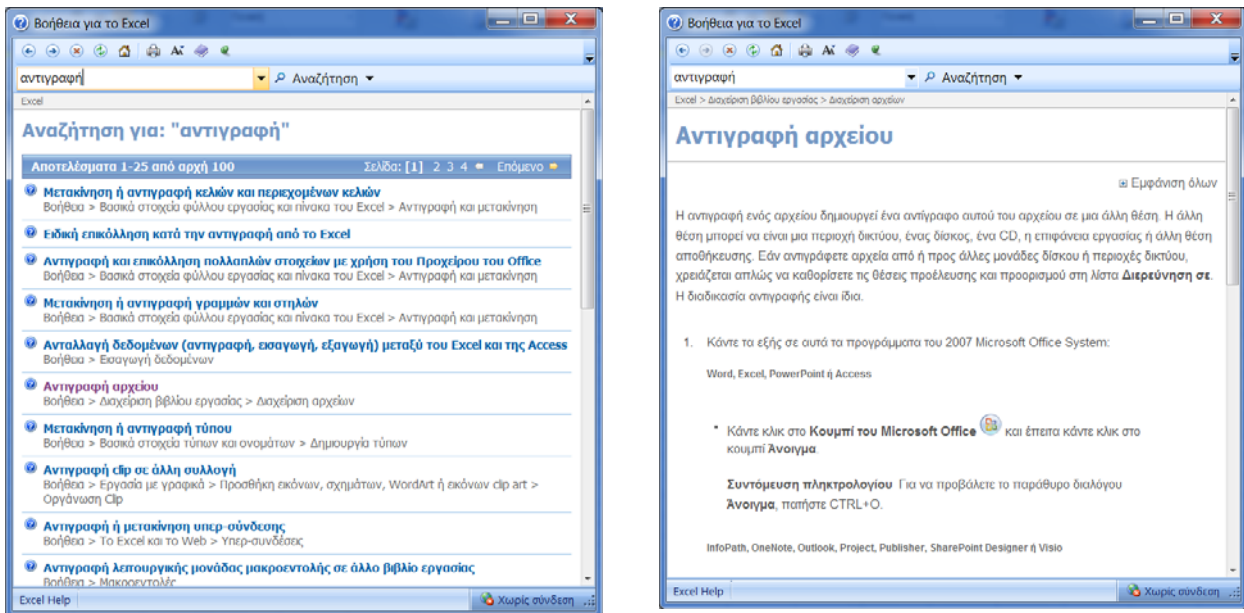 Βοήθεια για το Excel
αντιγραφή
Αναζήτηση
Excel
Αναζήτηση για: "αντιγραφή"
Αποτελέσματα 1-25 από αρχή 100 Σελίδα: [1] 2 3 4 Επόμενο
Μετακίνηση ή αντιγραφή κελιών και περιεχομένων κελιών
Βοήθεια > Βασικά στοιχεία φύλλου εργασίας και πίνακα του Excel > Αντιγραφή και μετακίνηση
Ειδική επικόλληση κατά την αντιγραφή από το Excel
Αντιγραφή και επικόλληση πολλαπλών στοιχείων με χρήση του Προχείρου του Office
Βοήθεια > Βασικά στοιχεία φύλλου εργασίας και πίνακα του Excel > Αντιγραφή και μετακίνηση
Μετακίνηση ή αντιγραφή γραμμών και στηλών
Βοήθεια > Βασικά στοιχεία φύλλου εργασίας και πίνακα του Excel > Αντιγραφή και μετακίνηση
Ανταλλαγή δεδομένων (αντιγραφή, εισαγωγή, εξαγωγή) μεταξύ του Excel και της Access
Βοήθεια > Εισαγωγή δεδομένων
Αντιγραφή αρχείου
Βοήθεια > Διαχείριση βιβλίου εργασίας > Διαχείριση αρχείων
Μετακίνηση ή αντιγραφή τύπου
Βοήθεια > Βασικά στοιχεία τύπων και ονομάτων > Δημιουργία τύπων
Αντιγραφή clip σε άλλη συλλογή
Βοήθεια > Εργασία με γραφικά > Προσθήκη εικόνων, σχημάτων, WordArt ή εικόνων clip art >
Οργάνωση Clip
Αντιγραφή ή μετακίνηση υπερ-σύνδεσης
Βοήθεια > Το Excel και το Web > Υπερ-συνδέσεις
Αντιγραφή λειτουργικής μονάδας μακροεντολής σε άλλο βιβλίο εργασίας
Βοήθεια > Μακροεντολές
Excel Help Χωρίς σύνδεση
Βοήθεια για το Excel
αντιγραφή
Αναζήτηση
Excel > Διαχείριση βιβλίου εργασίας > Διαχείριση αρχείων
Αντιγραφή αρχείου
Εμφάνιση όλων
Η αντιγραφή ενός αρχείου δημιουργεί ένα αντίγραφο αυτού του αρχείου σε μια άλλη θέση. Η άλλη
θέση μπορεί να είναι μια περιοχή δικτύου, ένας δίσκος, ένα CD, η επιφάνεια εργασίας ή άλλη θέση
αποθήκευσης. Εάν αντιγράφετε αρχεία από ή προς άλλες μονάδες δίσκου ή περιοχές δικτύου,
χρειάζεται απλώς να καθορίσετε τις θέσεις προέλευσης και προορισμού στη λίστα Διερεύνηση σε.
Η διαδικασία αντιγραφής είναι ίδια.
1. Κάντε τα εξής σε αυτά τα προγράμματα του 2007 Microsoft Office System:
Word, Excel, PowerPoint ή Access
Κάντε κλικ στο Κουμπί του Microsoft Office και έπειτα κάντε κλικ στο
κουμπί Άνοιγμα.
Συντόμευση πληκτρολογίου Για να προβάλετε το παράθυρο διαλόγου
Άνοιγμα, πατήστε CTRL+O.
InfoPath, OneNote, Outlook, Project, Publisher, SharePoint Designer ή Visio
Excel Help Χωρίς σύνδεση